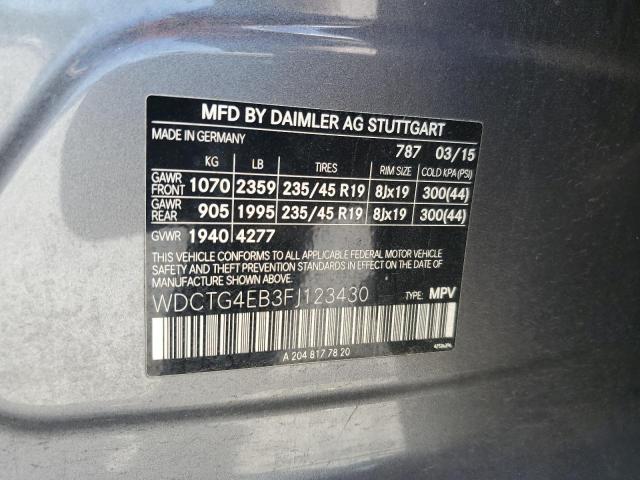 MFD BY DAIMLER AG STUTTGART
MADE IN GERMANY 787 03/15
KG LB TIRES RIM SIZE COLD KPA (PSI)
GAWR FRONT 1070 2359 235/45 R19 8Jx19 300(44)
GAWR REAR 905 1995 235/45 R19 8Jx19 300(44)
GVWR 1940 4277
THIS VEHICLE CONFORMS TO ALL APPLICABLE FEDERAL MOTOR VEHICLE
SAFETY AND THEFT PREVENTION STANDARDS IN EFFECT ON THE DATE OF
MANUFACTURE SHOWN ABOVE.
WDCTG4EB3FJ123430 TYPE: MPV
A 204 817 78 20